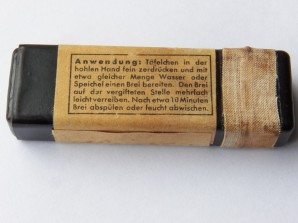 Anwendung: Täfelchen in der
hohlen Hand fein zerdrücken und mit
etwa gleicher Menge Wasser oder
Speichel einen Brei bereiten. Den Brei
auf der vergifteten Stelle mehrfach
leicht verreiben. Nach etwa 10 Minuten
Brei abspülen oder feucht abwischen.